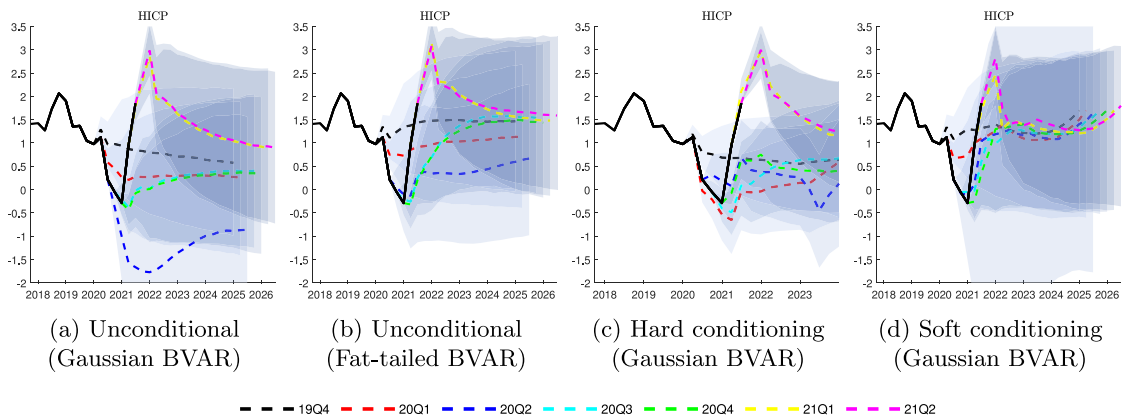 HICP HICP HICP HICP
3.5 3.5 3.5 3.5
3 3 3 3
2.5 2.5 2.5 2.5
2 2 2 2
1.5 1.5 1.5 1.5
1 1 1 1
0.5 0.5 0.5 0.5
0 0 0 0
-0.5 -0.5 -0.5 -0.5
-1 -1 -1 -1
-1.5 -1.5 -1.5 -1.5
-2 -2 -2 -2
2018 2019 2020 2021 2022 2023 2024 2025 2026 2018 2019 2020 2021 2022 2023 2024 2025 2026 2018 2019 2020 2021 2022 2023 2018 2019 2020 2021 2022 2023 2024 2025 2026
(a) Unconditional (b) Unconditional (c) Hard conditioning (d) Soft conditioning
(Gaussian BVAR) (Fat-tailed BVAR) (Gaussian BVAR) (Gaussian BVAR)
19Q4 20Q1 20Q2 20Q3 20Q4 21Q1 21Q2